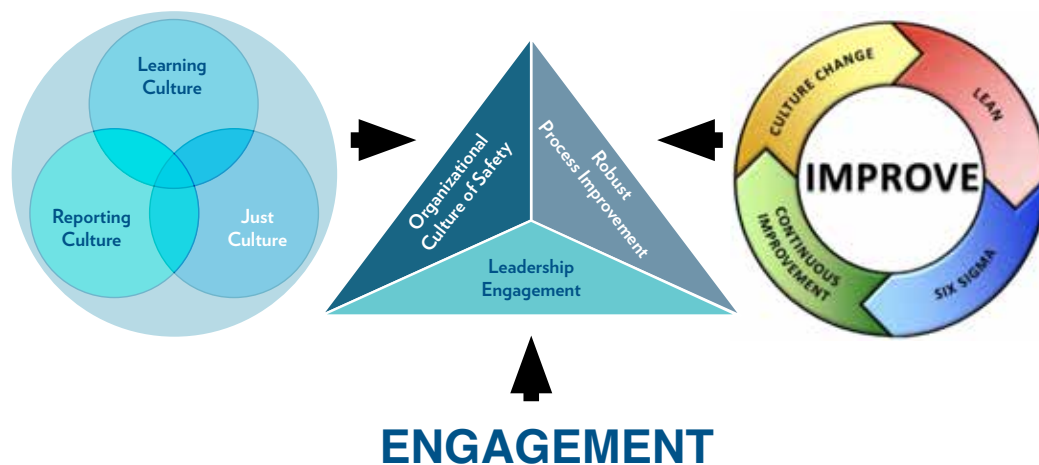 Learning
Culture
Reporting
Culture
Just
Culture
Organizational
Culture of Safety
Robust
Process Improvement
Leadership
Engagement
CULTURE CHANGE
LEAN
IMPROVE
CONTINUOUS
IMPROVEMENT
SIX SIGMA
ENGAGEMENT